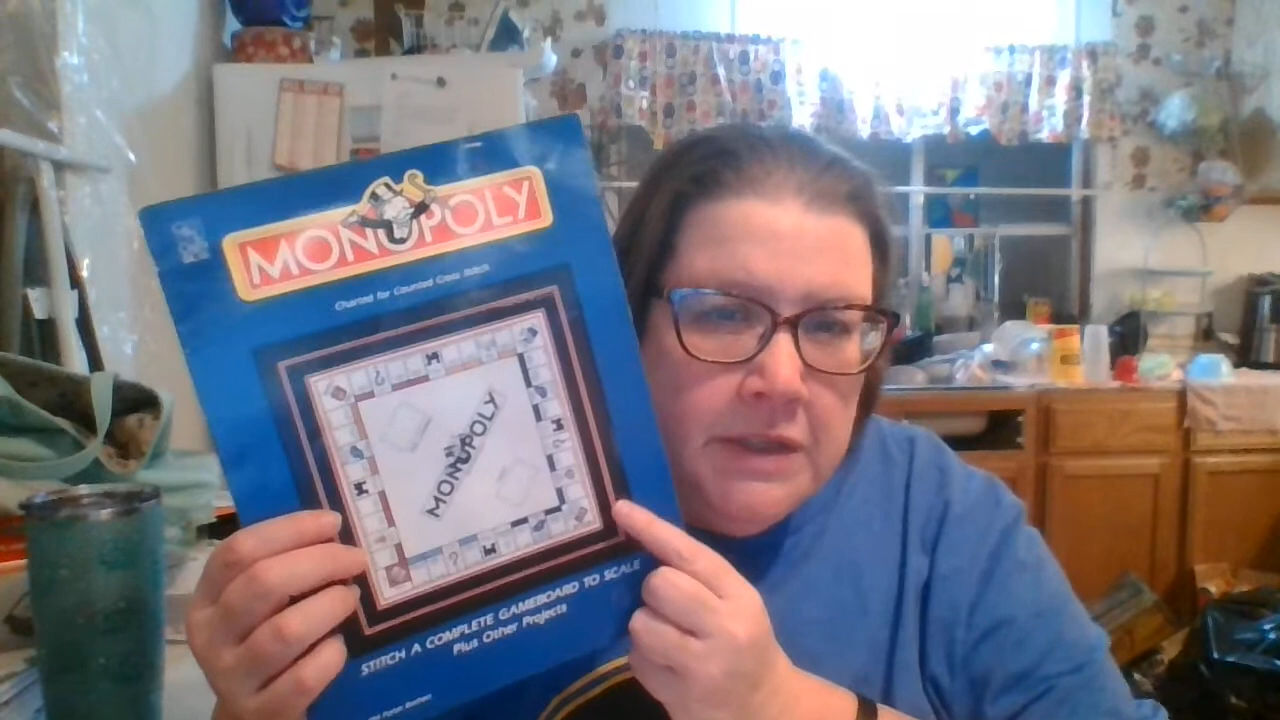 MONOPOLY
Charted for Counted Cross Stitch
MONOPOLY
STITCH A COMPLETE GAMEBOARD TO SCALE
Plus Other Projects